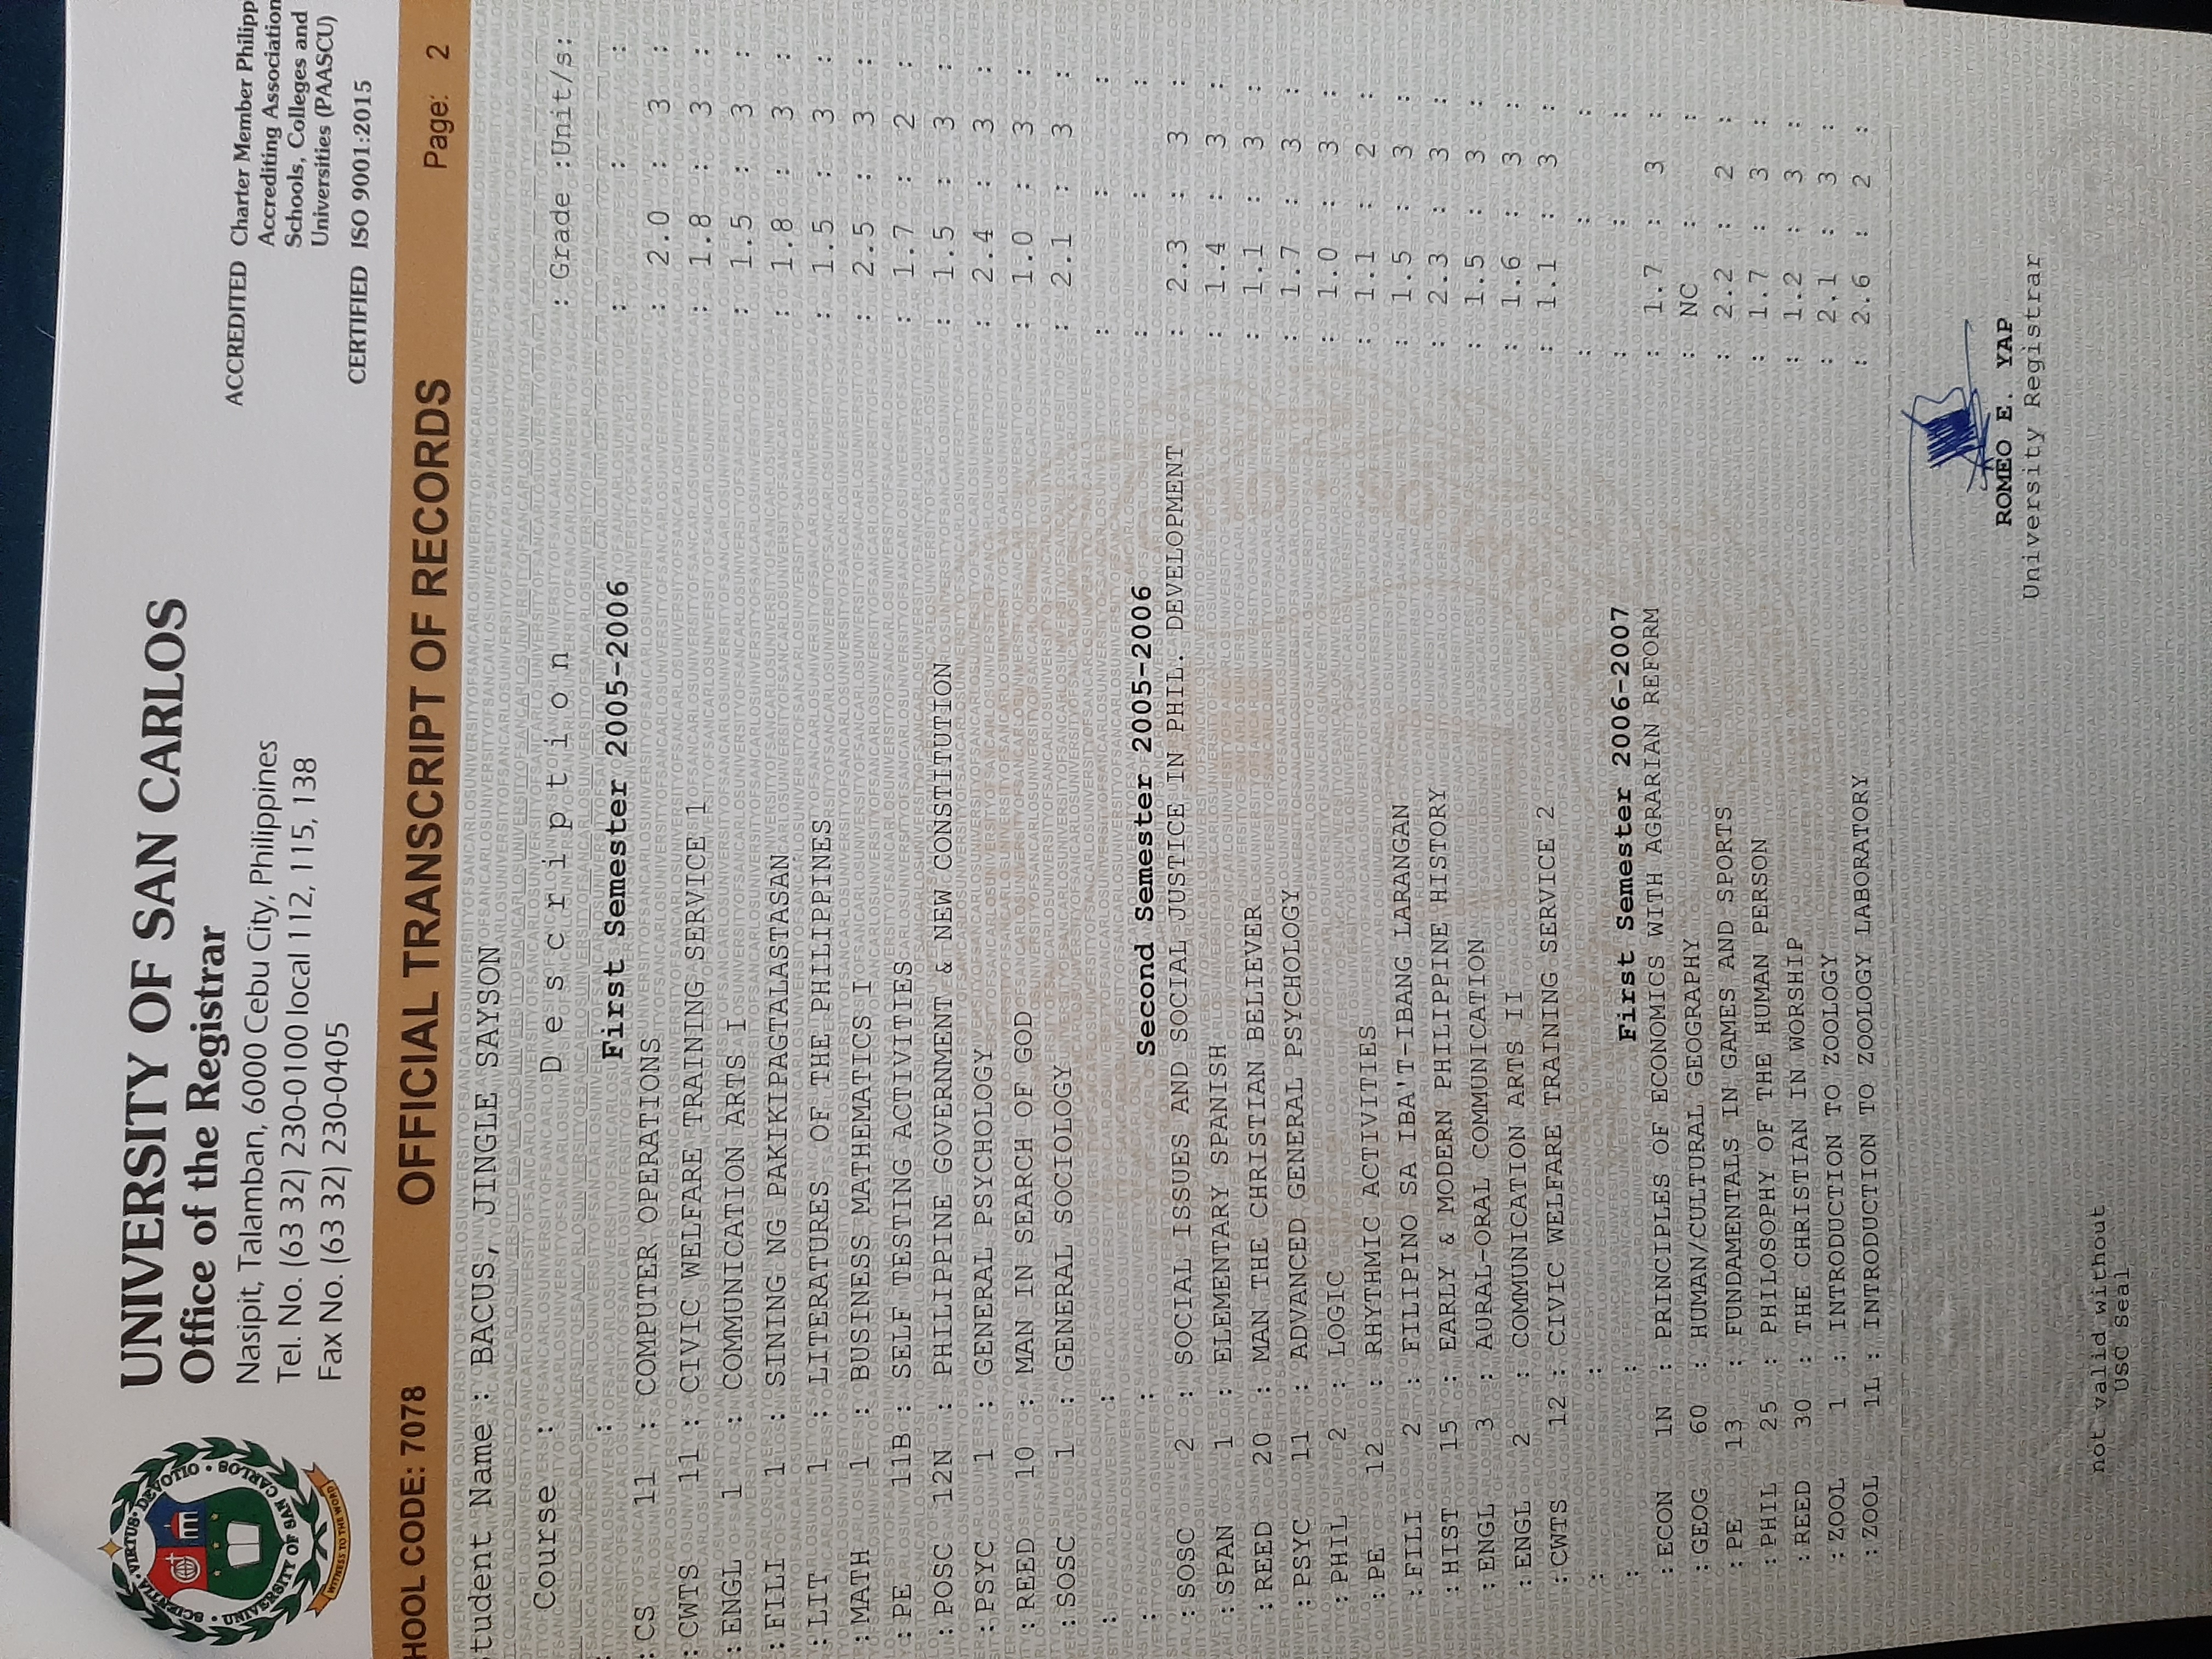 UNIVERSITY OF SAN CARLOS
Office of the Registrar
Nasipit, Talamban, 6000 Cebu City, Philippines
Tel. No. (63 32) 230-0100 local 112, 115, 138
Fax No. (63 32) 230-0405
ACCREDITED Charter Member Philipp
Accrediting Association
Schools, Colleges and
Universities (PAASCU)
CERTIFIED ISO 9001:2015
SCIENTIA • VIRTUS • DEVOTIO
UNIVERSITY OF SAN CARLOS
WITNESS TO THE WORD
HOOL CODE: 7078 OFFICIAL TRANSCRIPT OF RECORDS Page: 2
tudent Name : BACUS, JINGLE SAYSON
Course : D e s c r i p t i o n : Grade :Unit/s:
First Semester 2005-2006
:CS 11 : COMPUTER OPERATIONS : 2.0 : 3 :
:CWTS 11 : CIVIC WELFARE TRAINING SERVICE 1 : 1.8 : 3 :
:ENGL 1 : COMMUNICATION ARTS I : 1.5 : 3 :
:FILI 1 : SINING NG PAKIKIPAGTALASTASAN : 1.8 : 3 :
:LIT 1 : LITERATURES OF THE PHILIPPINES : 1.5 : 3 :
:MATH 1 : BUSINESS MATHEMATICS I : 2.5 : 3 :
:PE 11B : SELF TESTING ACTIVITIES : 1.7 : 2 :
:POSC 12N : PHILIPPINE GOVERNMENT & NEW CONSTITUTION : 1.5 : 3 :
:PSYC 1 : GENERAL PSYCHOLOGY : 2.4 : 3 :
:REED 10 : MAN IN SEARCH OF GOD : 1.0 : 3 :
:SOSC 1 : GENERAL SOCIOLOGY : 2.1 : 3 :
Second Semester 2005-2006
:SOSC 2 : SOCIAL ISSUES AND SOCIAL JUSTICE IN PHIL. DEVELOPMENT : 2.3 : 3 :
:SPAN 1 : ELEMENTARY SPANISH : 1.4 : 3 :
:REED 20 : MAN THE CHRISTIAN BELIEVER : 1.1 : 3 :
:PSYC 11 : ADVANCED GENERAL PSYCHOLOGY : 1.7 : 3 :
:PHIL 2 : LOGIC : 1.0 : 3 :
:PE 12 : RHYTHMIC ACTIVITIES : 1.1 : 2 :
:FILI 2 : FILIPINO SA IBA'T-IBANG LARANGAN : 1.5 : 3 :
:HIST 15 : EARLY & MODERN PHILIPPINE HISTORY : 2.3 : 3 :
:ENGL 3 : AURAL-ORAL COMMUNICATION : 1.5 : 3 :
:ENGL 2 : COMMUNICATION ARTS II : 1.6 : 3 :
:CWTS 12 : CIVIC WELFARE TRAINING SERVICE 2 : 1.1 : 3 :
First Semester 2006-2007
:ECON 1N : PRINCIPLES OF ECONOMICS WITH AGRARIAN REFORM : 1.7 : 3 :
:GEOG 60 : HUMAN/CULTURAL GEOGRAPHY : NC : :
:PE 13 : FUNDAMENTALS IN GAMES AND SPORTS : 2.2 : 2 :
:PHIL 25 : PHILOSOPHY OF THE HUMAN PERSON : 1.7 : 3 :
:REED 30 : THE CHRISTIAN IN WORSHIP : 1.2 : 3 :
:ZOOL 1 : INTRODUCTION TO ZOOLOGY : 2.1 : 3 :
:ZOOL 1L : INTRODUCTION TO ZOOLOGY LABORATORY : 2.6 : 2 :
ROMEO E. YAP
University Registrar
not valid without
USC seal